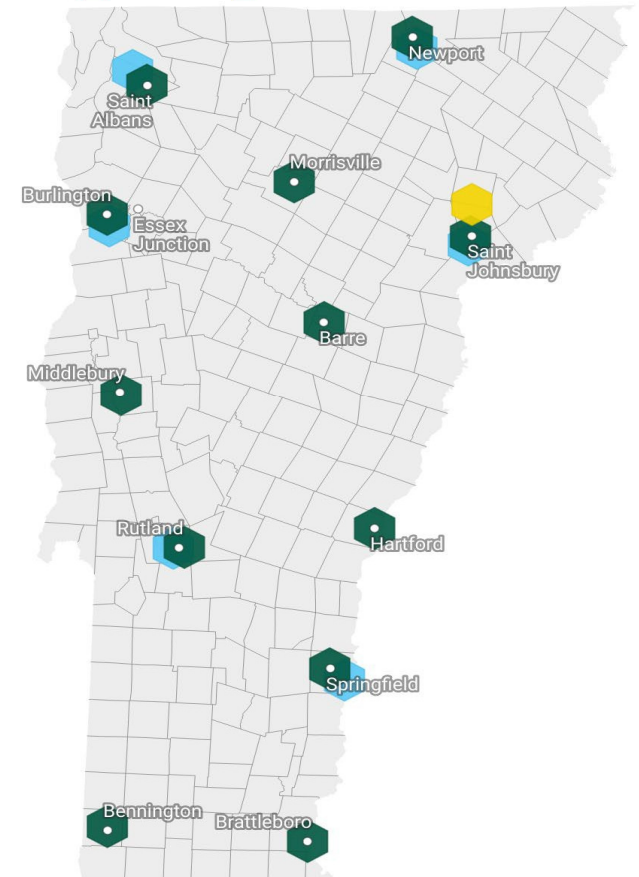 Newport
Saint
Albans
Morrisville
Burlington
Essex
Junction
Saint
Johnsbury
Barre
Middlebury
Rutland
Hartford
Springfield
Bennington
Brattleboro